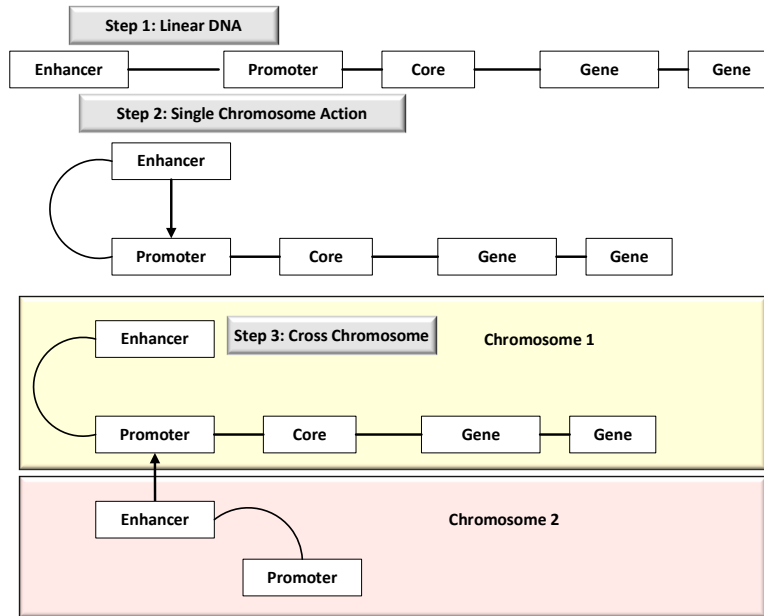 Step 1: Linear DNA
Enhancer Promoter Core Gene Gene
Step 2: Single Chromosome Action
Enhancer
Promoter Core Gene Gene
Enhancer Step 3: Cross Chromosome Chromosome 1
Promoter Core Gene Gene
Enhancer Chromosome 2
Promoter